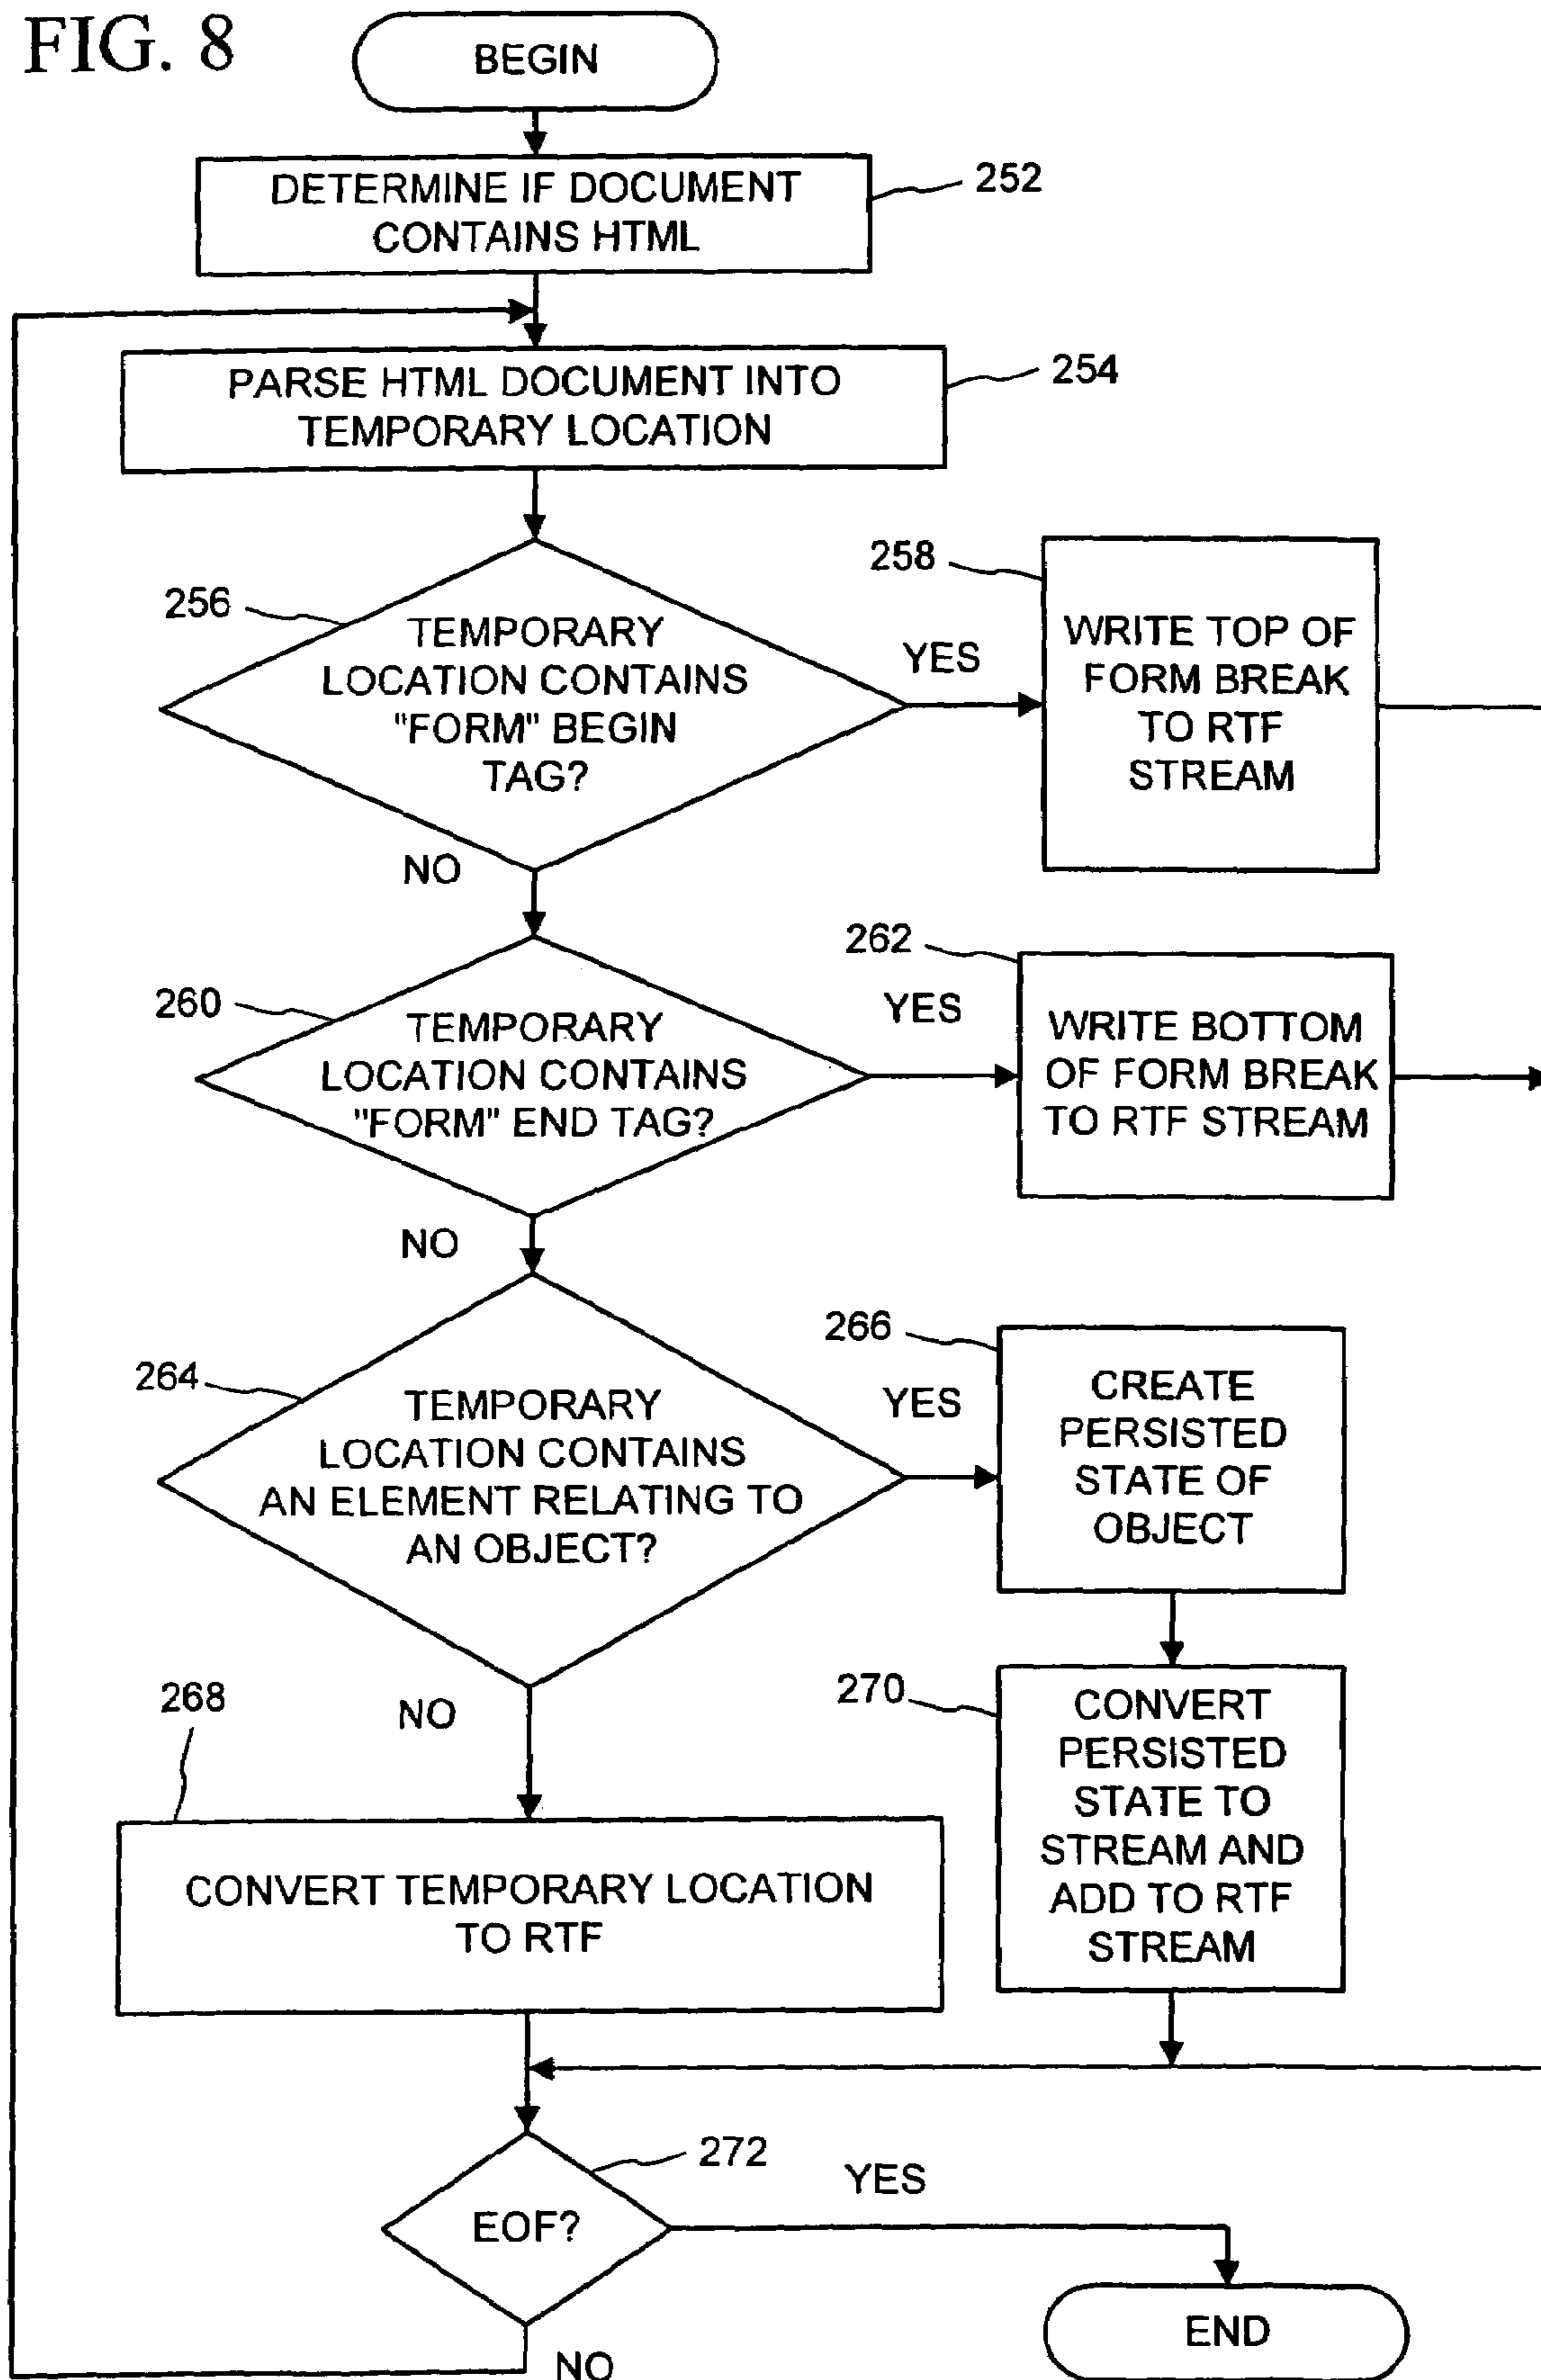 FIG. 8
BEGIN
DETERMINE IF DOCUMENT
CONTAINS HTML
252
PARSE HTML DOCUMENT INTO
TEMPORARY LOCATION
254
256
TEMPORARY
LOCATION CONTAINS
"FORM" BEGIN
TAG?
YES
258
WRITE TOP OF
FORM BREAK
TO RTF
STREAM
NO
260
TEMPORARY
LOCATION CONTAINS
"FORM" END TAG?
YES
262
WRITE BOTTOM
OF FORM BREAK
TO RTF STREAM
NO
264
TEMPORARY
LOCATION CONTAINS
AN ELEMENT RELATING TO
AN OBJECT?
YES
266
CREATE
PERSISTED
STATE OF
OBJECT
NO
268
CONVERT TEMPORARY LOCATION
TO RTF
270
CONVERT
PERSISTED
STATE TO
STREAM AND
ADD TO RTF
STREAM
272
EOF?
YES
NO
END